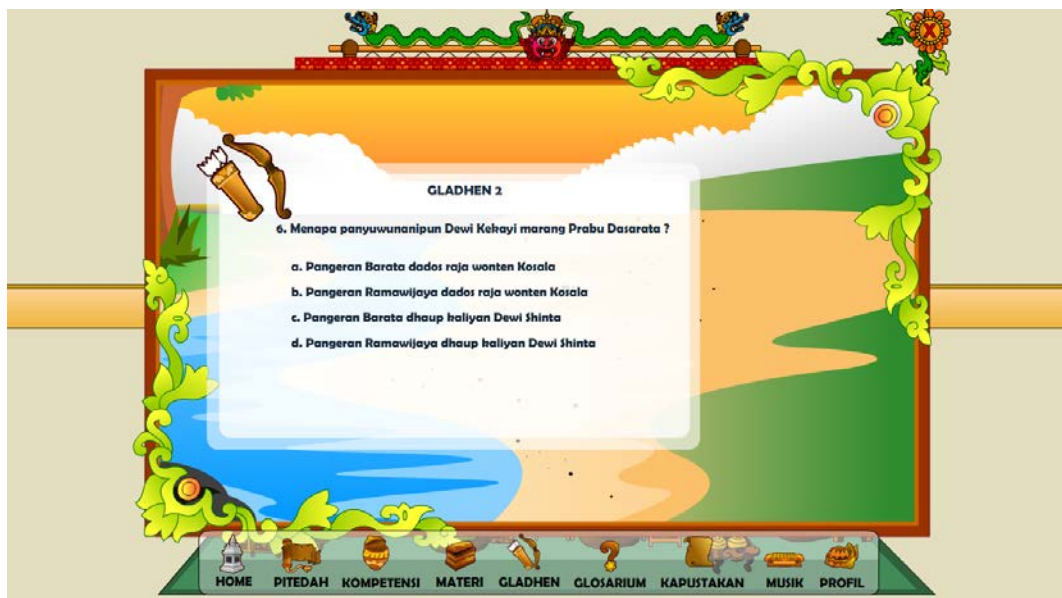 X
GLADHEN 2
6. Menapa panyuwunanipun Dewi Kekayi marang Prabu Dasarata ?
a. Pangeran Barata dados raja wonten Kosala
b. Pangeran Ramawijaya dados raja wonten Kosala
c. Pangeran Barata dhaup kaliyan Dewi Shinta
d. Pangeran Ramawijaya dhaup kaliyan Dewi Shinta
HOME PITEDAH KOMPETENSI MATERI GLADHEN GLOSARIUM KAPUSTAKAN MUSIK PROFIL